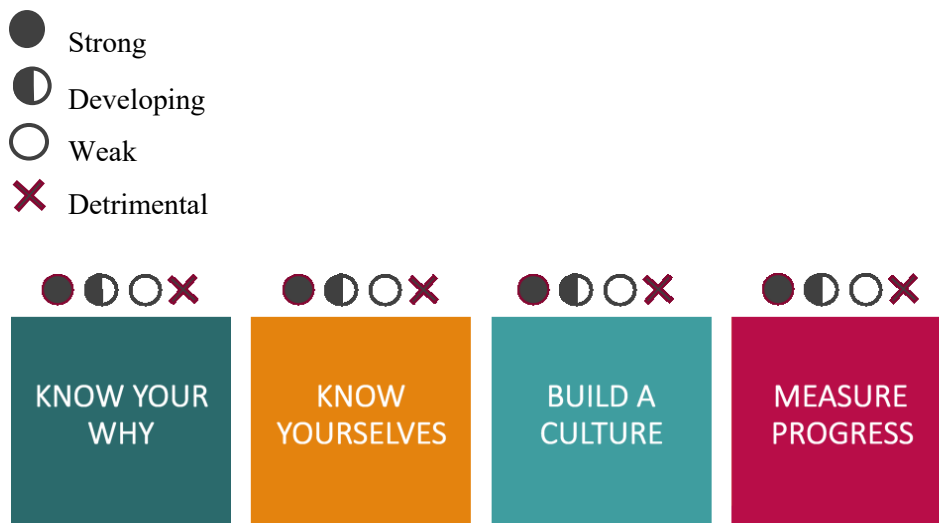 Strong
Developing
Weak
Detrimental
KNOW YOUR
WHY
KNOW
YOURSELVES
BUILD A
CULTURE
MEASURE
PROGRESS